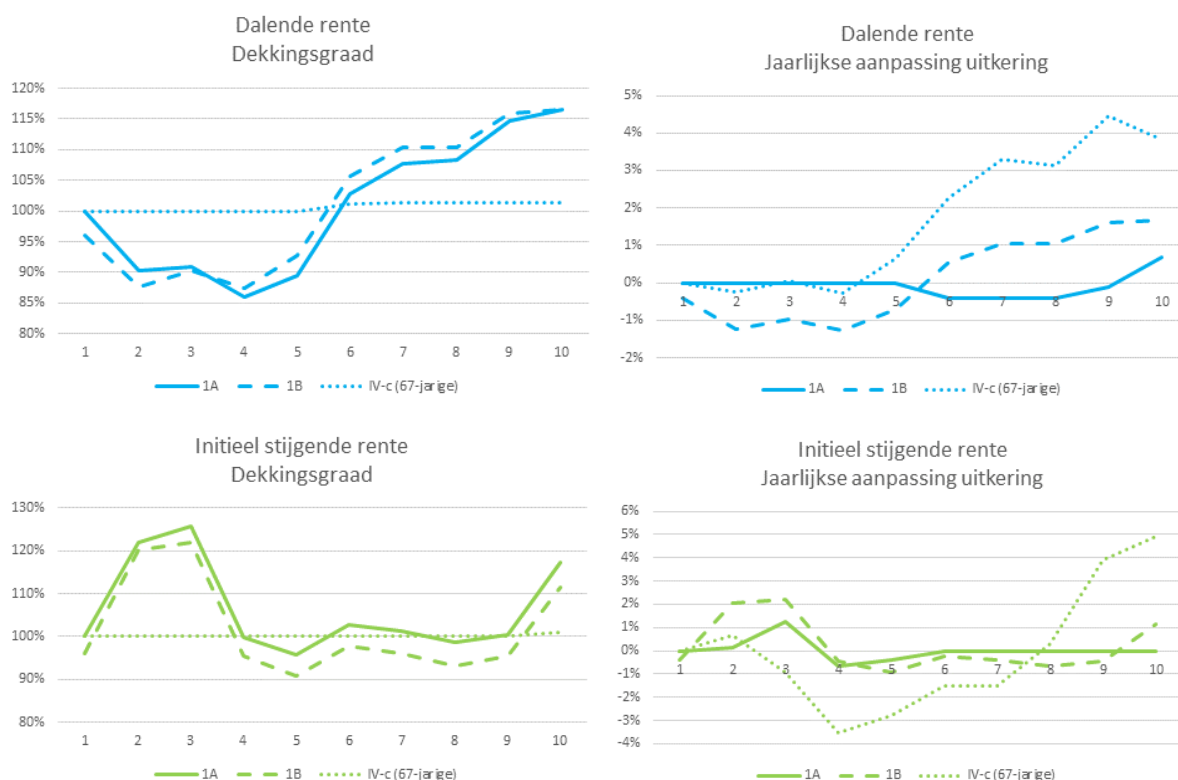 Dalende rente
Dekkingsgraad
120%
115%
110%
105%
100%
95%
90%
85%
80%
1 2 3 4 5 6 7 8 9 10
1A 1B IV-c (67-jarige)
Dalende rente
Jaarlijkse aanpassing uitkering
5%
4%
3%
2%
1%
0%
-1%
-2%
1 2 3 4 5 6 7 8 9 10
1A 1B IV-c (67-jarige)
Initieel stijgende rente
Dekkingsgraad
130%
120%
110%
100%
90%
80%
1 2 3 4 5 6 7 8 9 10
1A 1B IV-c (67-jarige)
Initieel stijgende rente
Jaarlijkse aanpassing uitkering
6%
5%
4%
3%
2%
1%
0%
-1%
-2%
-3%
-4%
1 2 3 4 5 6 7 8 9 10
1A 1B IV-c (67-jarige)